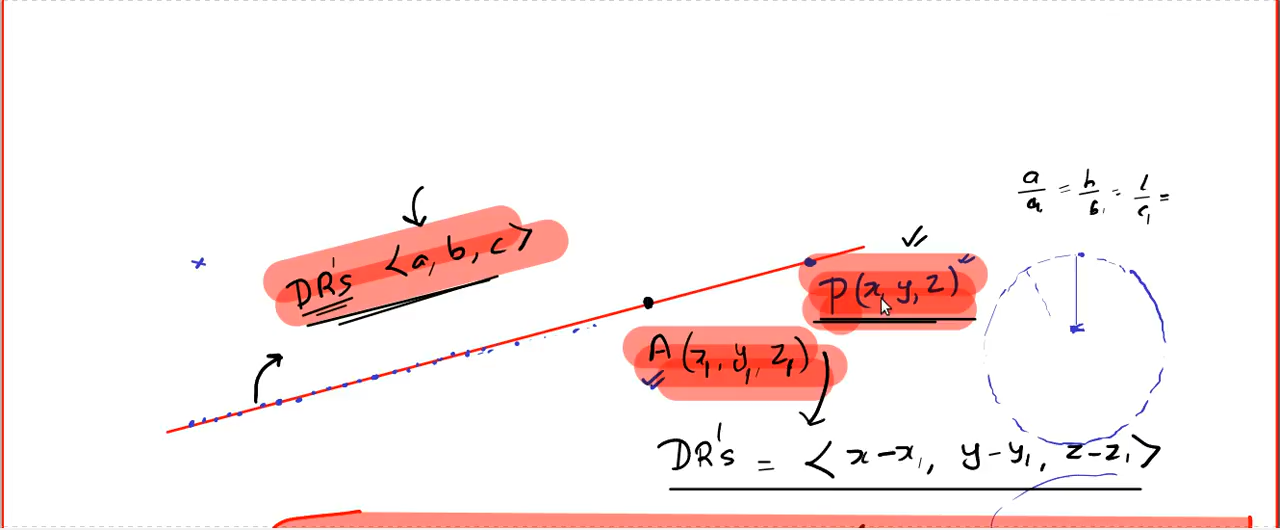 a/a₁ = b/b₁ = c/c₁ =
DR's <a, b, c>
P(x, y, z)
A(x₁, y₁, z₁)
DR's = <x-x₁, y-y₁, z-z₁>